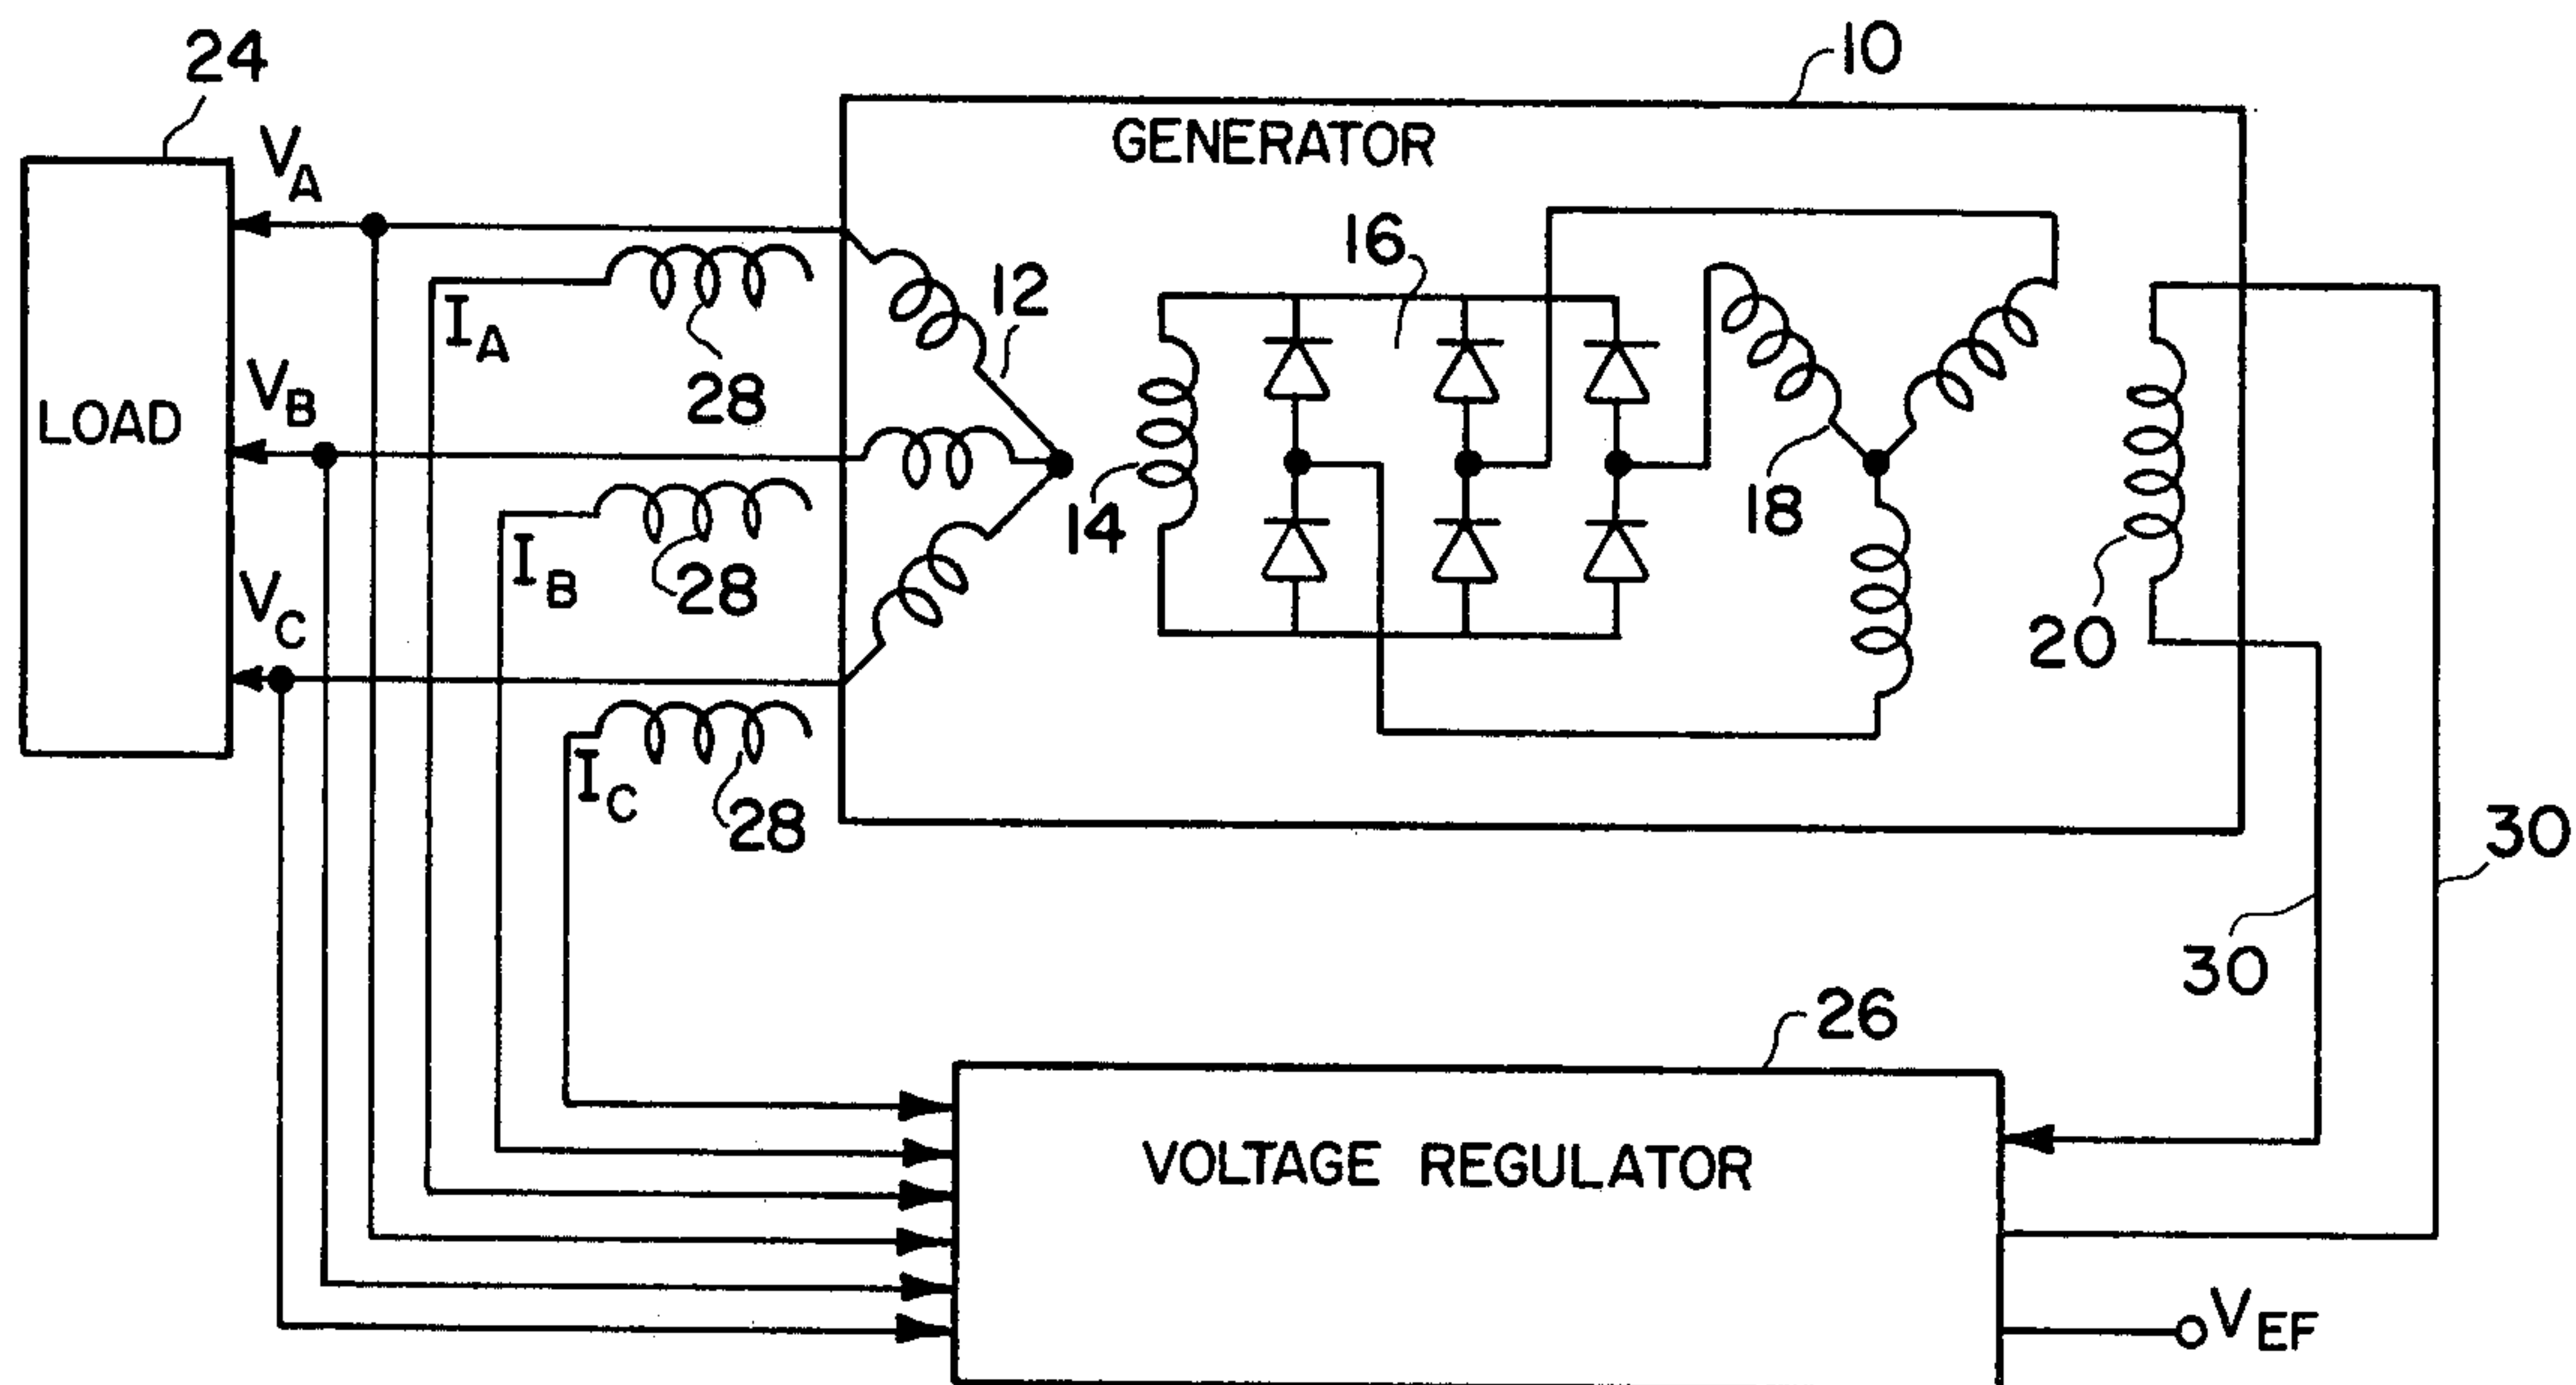 24
10
GENERATOR
V_A
16
12
I_A
28
V_B
LOAD
14
18
I_B
28
V_C
20
I_C
28
30
30
26
VOLTAGE REGULATOR
V_EF